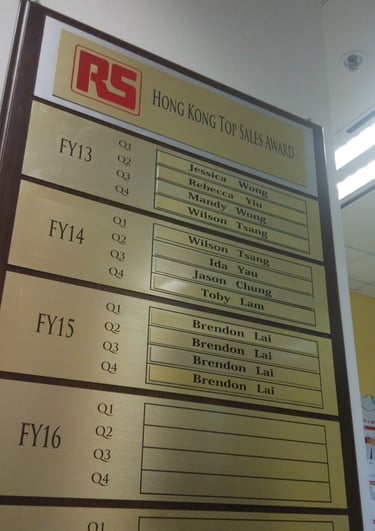 RS HONG KONG TOP SALES AWARD
FY13
Q1 Jessica Wong
Q2 Rebecca Yiu
Q3 Mandy Wong
Q4 Wilson Tsang
FY14
Q1 Wilson Tsang
Q2 Ida Yau
Q3 Jason Chung
Q4 Toby Lam
FY15
Q1 Brendon Lai
Q2 Brendon Lai
Q3 Brendon Lai
Q4 Brendon Lai
FY16
Q1
Q2
Q3
Q4
Q1